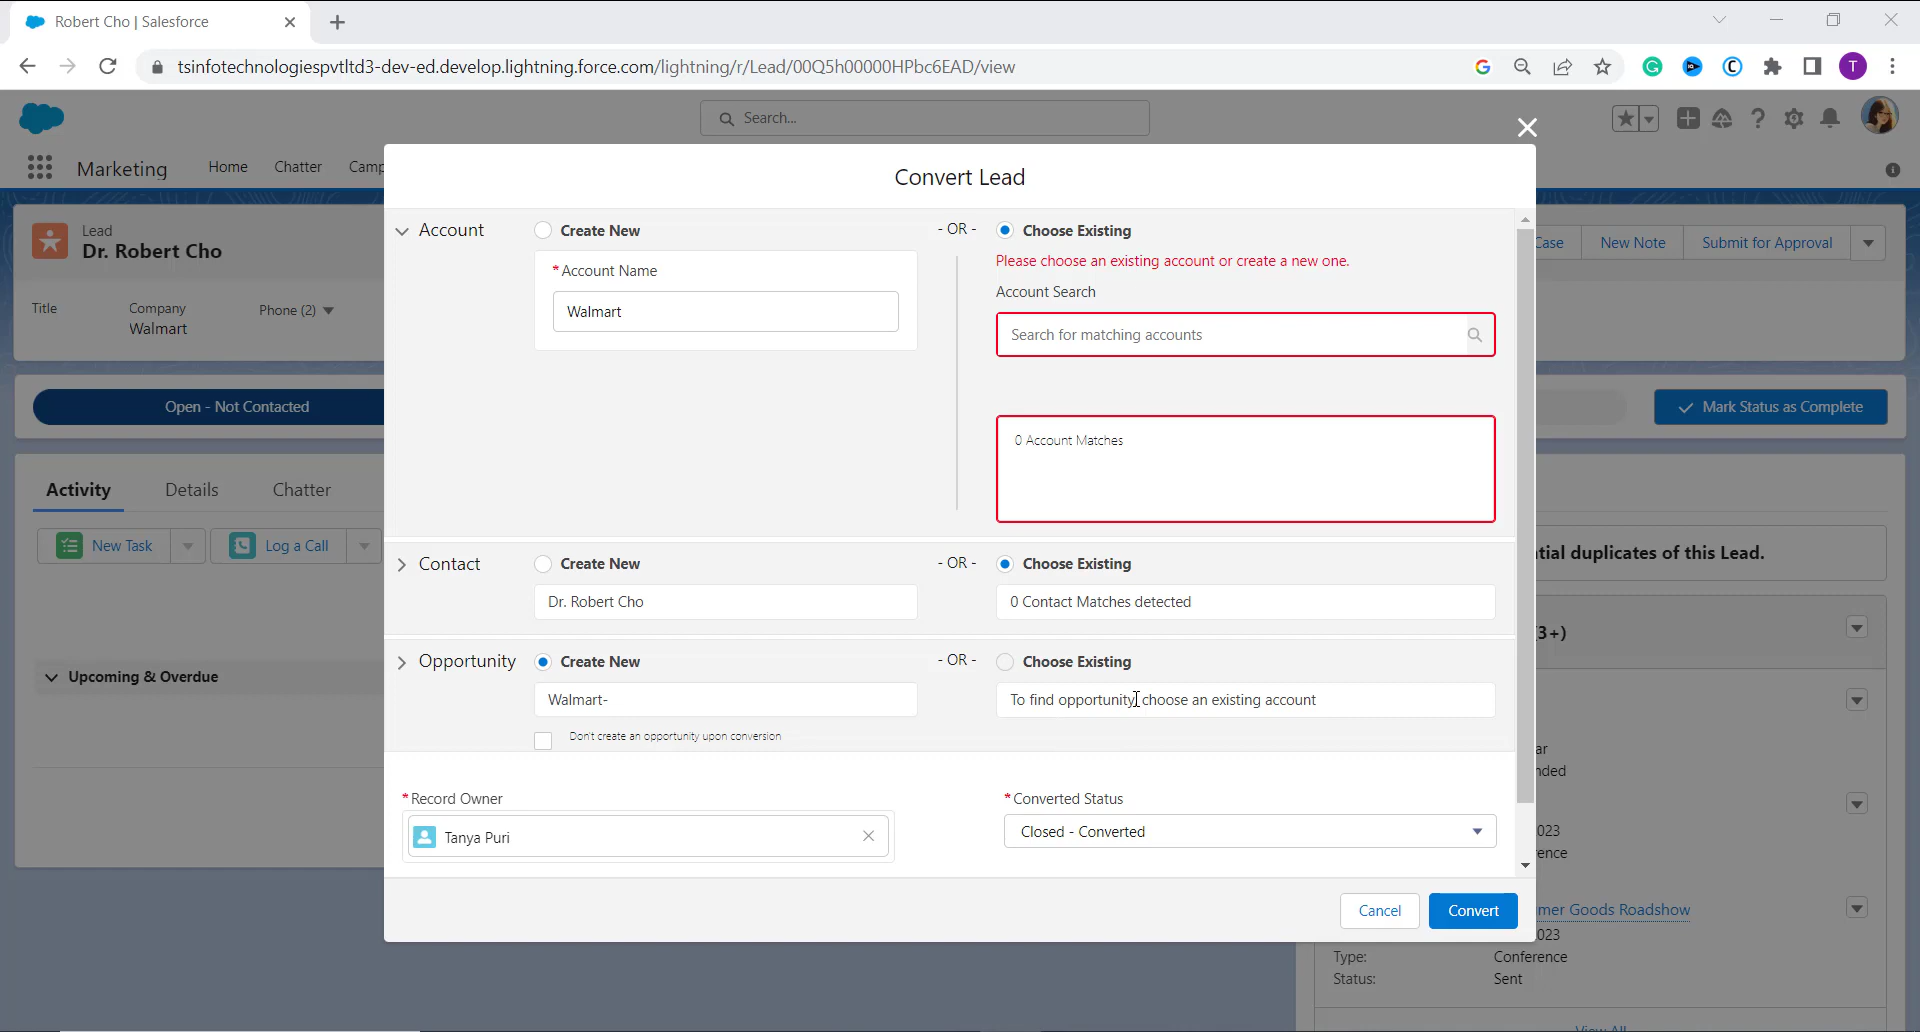 Robert Cho | Salesforce
tsinfotechnologiespvtltd3-dev-ed.develop.lightning.force.com/lightning/r/Lead/00Q5h00000HPbc6EAD/view
T
Search...
Marketing
Home
Chatter
Camp
Convert Lead
Lead
Dr. Robert Cho
Case
New Note
Submit for Approval
Title
Company
Walmart
Phone (2)
Open - Not Contacted
Mark Status as Complete
Activity
Details
Chatter
New Task
Log a Call
Upcoming & Overdue
Account
Create New
- OR -
Choose Existing
* Account Name
Walmart
Please choose an existing account or create a new one.
Account Search
Search for matching accounts
0 Account Matches
Contact
Create New
- OR -
Choose Existing
Dr. Robert Cho
0 Contact Matches detected
Opportunity
Create New
- OR -
Choose Existing
Walmart-
To find opportunity, choose an existing account
Don't create an opportunity upon conversion
* Record Owner
Tanya Puri
* Converted Status
Closed - Converted
Cancel
Convert
tial duplicates of this Lead.
3+)
ar
nded
023
ence
mer Goods Roadshow
023
Type:
Conference
Status:
Sent
View All